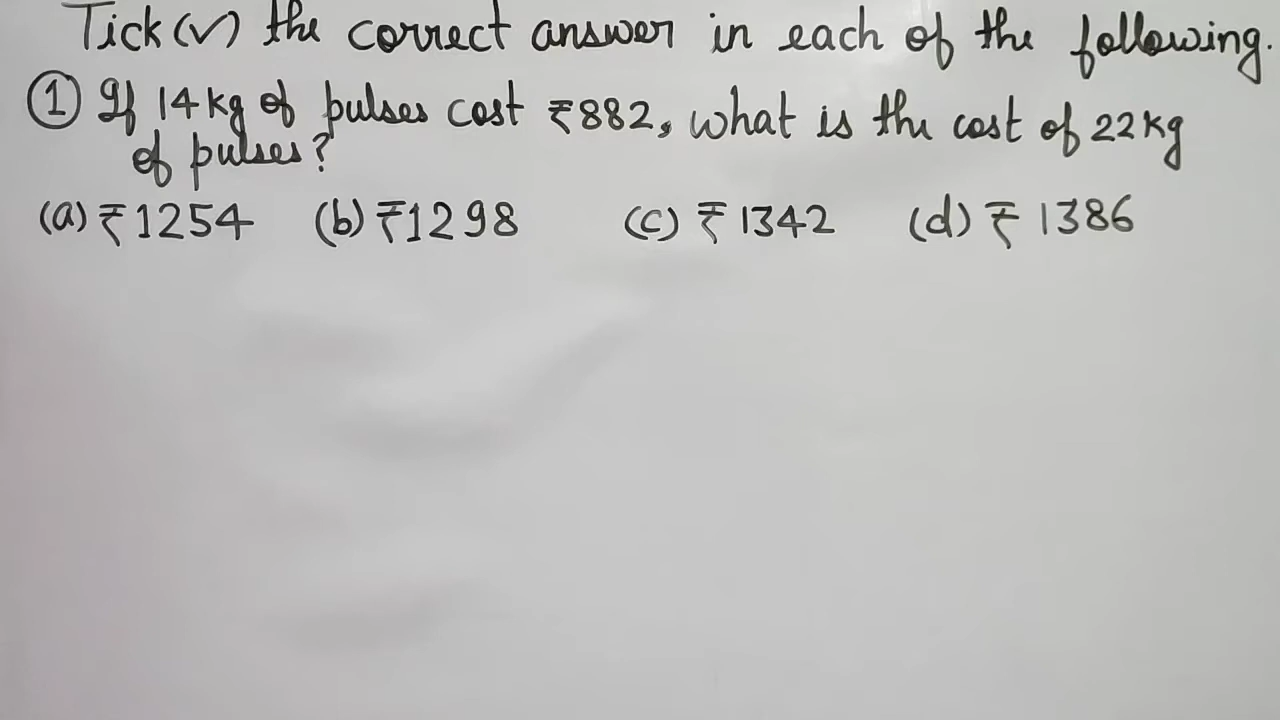 Tick (✓) the correct answer in each of the following.
① If 14 kg of pulses cost ₹882, what is the cost of 22 kg
of pulses?
(a) ₹1254 (b) ₹1298 (c) ₹ 1342 (d) ₹ 1386